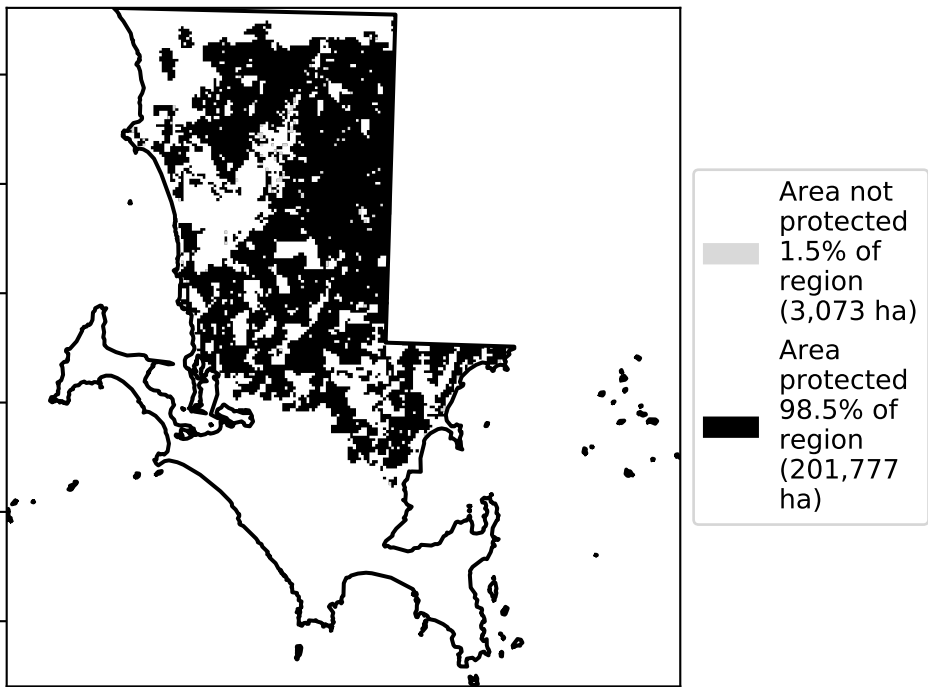 Area not
protected
1.5% of
region
(3,073 ha)
Area
protected
98.5% of
region
(201,777
ha)